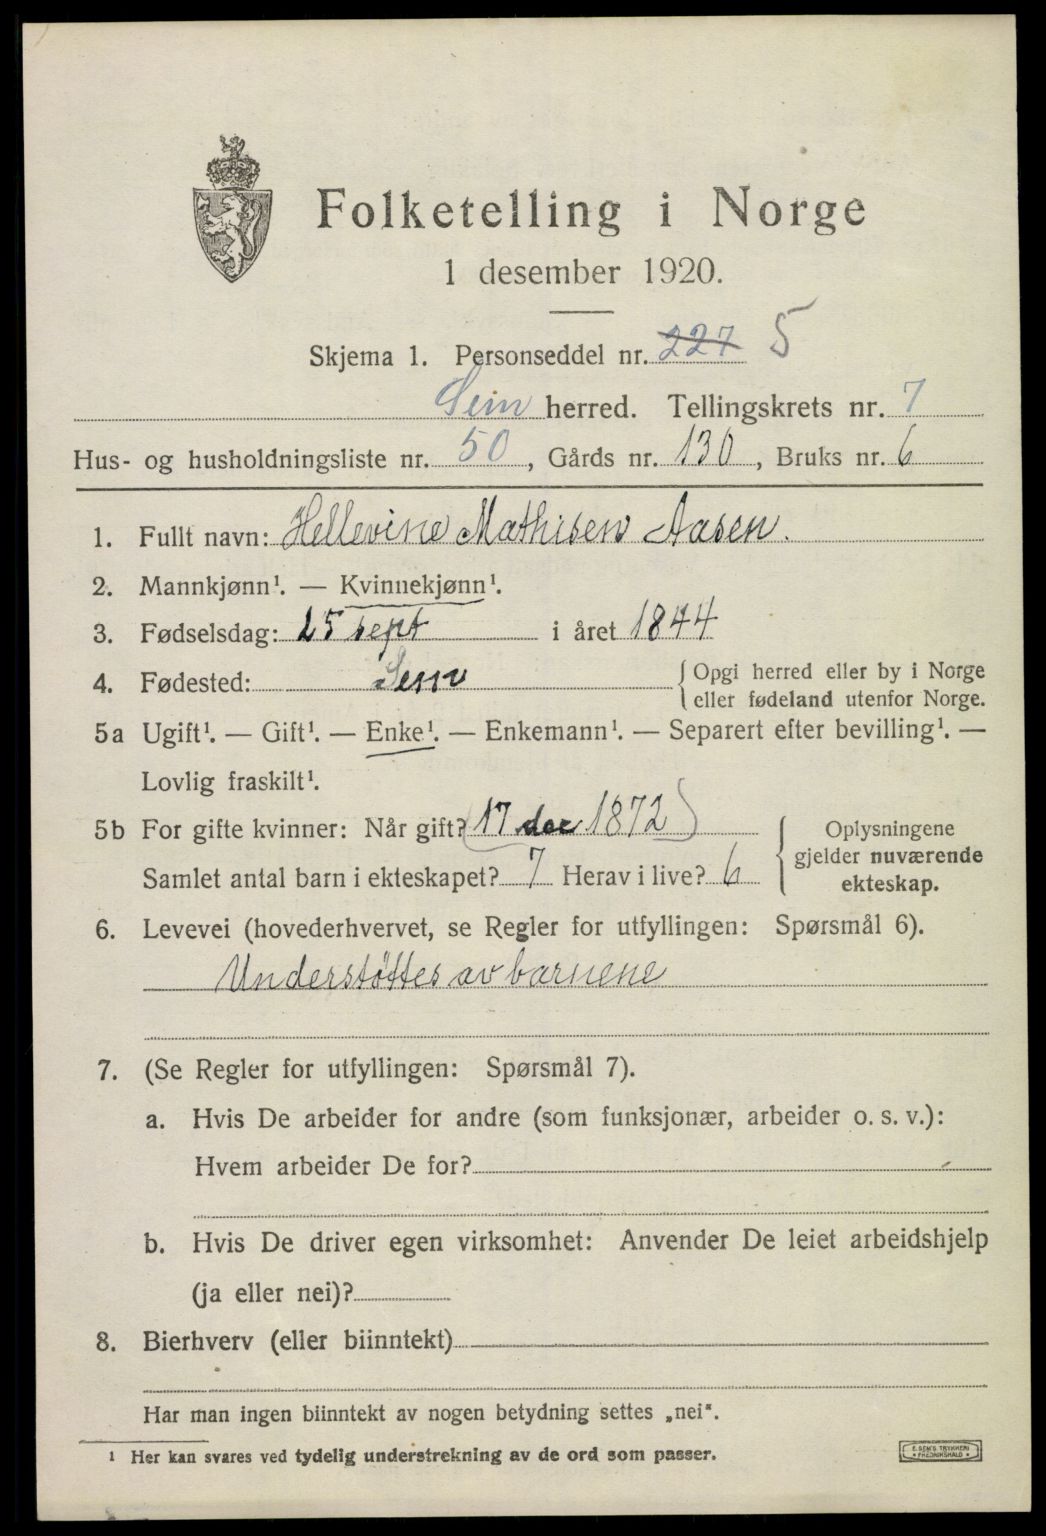 Folketelling i Norge
1 desember 1920.
Skjema 1. Personseddel nr. 227 5
Sem herred. Tellingskrets nr. 7
Hus- og husholdningsliste nr. 50, Gårds nr. 130, Bruks nr. 6
1. Fullt navn: Hellevine Mathisen Aasen.
2. Mannkjønn¹. — Kvinnekjønn¹.
3. Fødselsdag: 25 sept i året 1844
4. Fødested: Sem {Opgi herred eller by i Norge
eller fødeland utenfor Norge.
5a Ugift¹. — Gift¹. — Enke¹. — Enkemann¹. — Separert efter bevilling¹. —
Lovlig fraskilt¹.
5b For gifte kvinner: Når gift? (17 dec 1872)
Samlet antal barn i ekteskapet? 7 Herav i live? 6
{Oplysningene
gjelder nuværende
ekteskap.
6. Levevei (hovederhvervet, se Regler for utfyllingen: Spørsmål 6).
Understøttes av barnene
7. (Se Regler for utfyllingen: Spørsmål 7).
a. Hvis De arbeider for andre (som funksjonær, arbeider o. s. v.):
Hvem arbeider De for?
b. Hvis De driver egen virksomhet: Anvender De leiet arbeidshjelp
(ja eller nei)?
8. Bierhverv (eller biinntekt)
Har man ingen biinntekt av nogen betydning settes „nei".
¹ Her kan svares ved tydelig understrekning av de ord som passer.
E. SEM'S TRYKKERI
• FREDRIKSHALD •